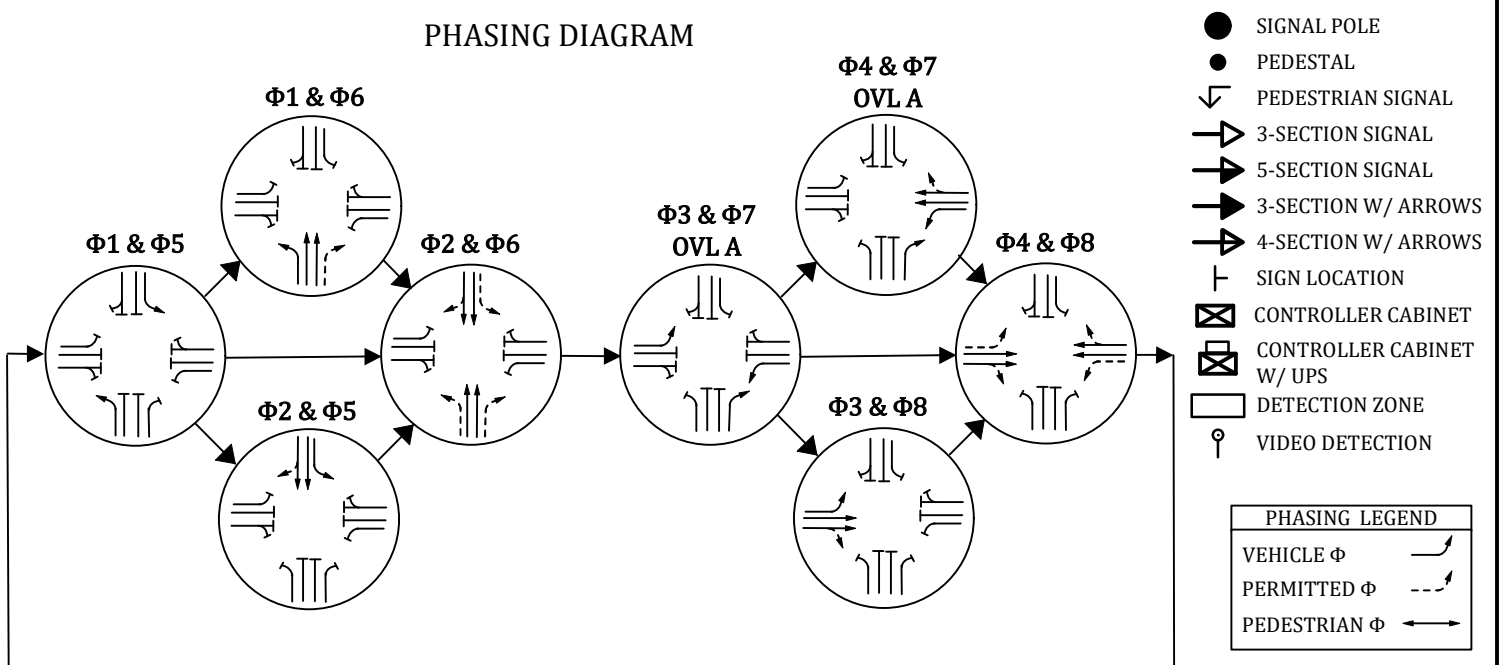 PHASING DIAGRAM
Φ1 & Φ6
Φ4 & Φ7
OVL A
Φ1 & Φ5
Φ2 & Φ6
Φ3 & Φ7
OVL A
Φ4 & Φ8
Φ2 & Φ5
Φ3 & Φ8
SIGNAL POLE
PEDESTAL
PEDESTRIAN SIGNAL
3-SECTION SIGNAL
5-SECTION SIGNAL
3-SECTION W/ ARROWS
4-SECTION W/ ARROWS
SIGN LOCATION
CONTROLLER CABINET
CONTROLLER CABINET
W/ UPS
DETECTION ZONE
VIDEO DETECTION
PHASING LEGEND
VEHICLE Φ
PERMITTED Φ
PEDESTRIAN Φ